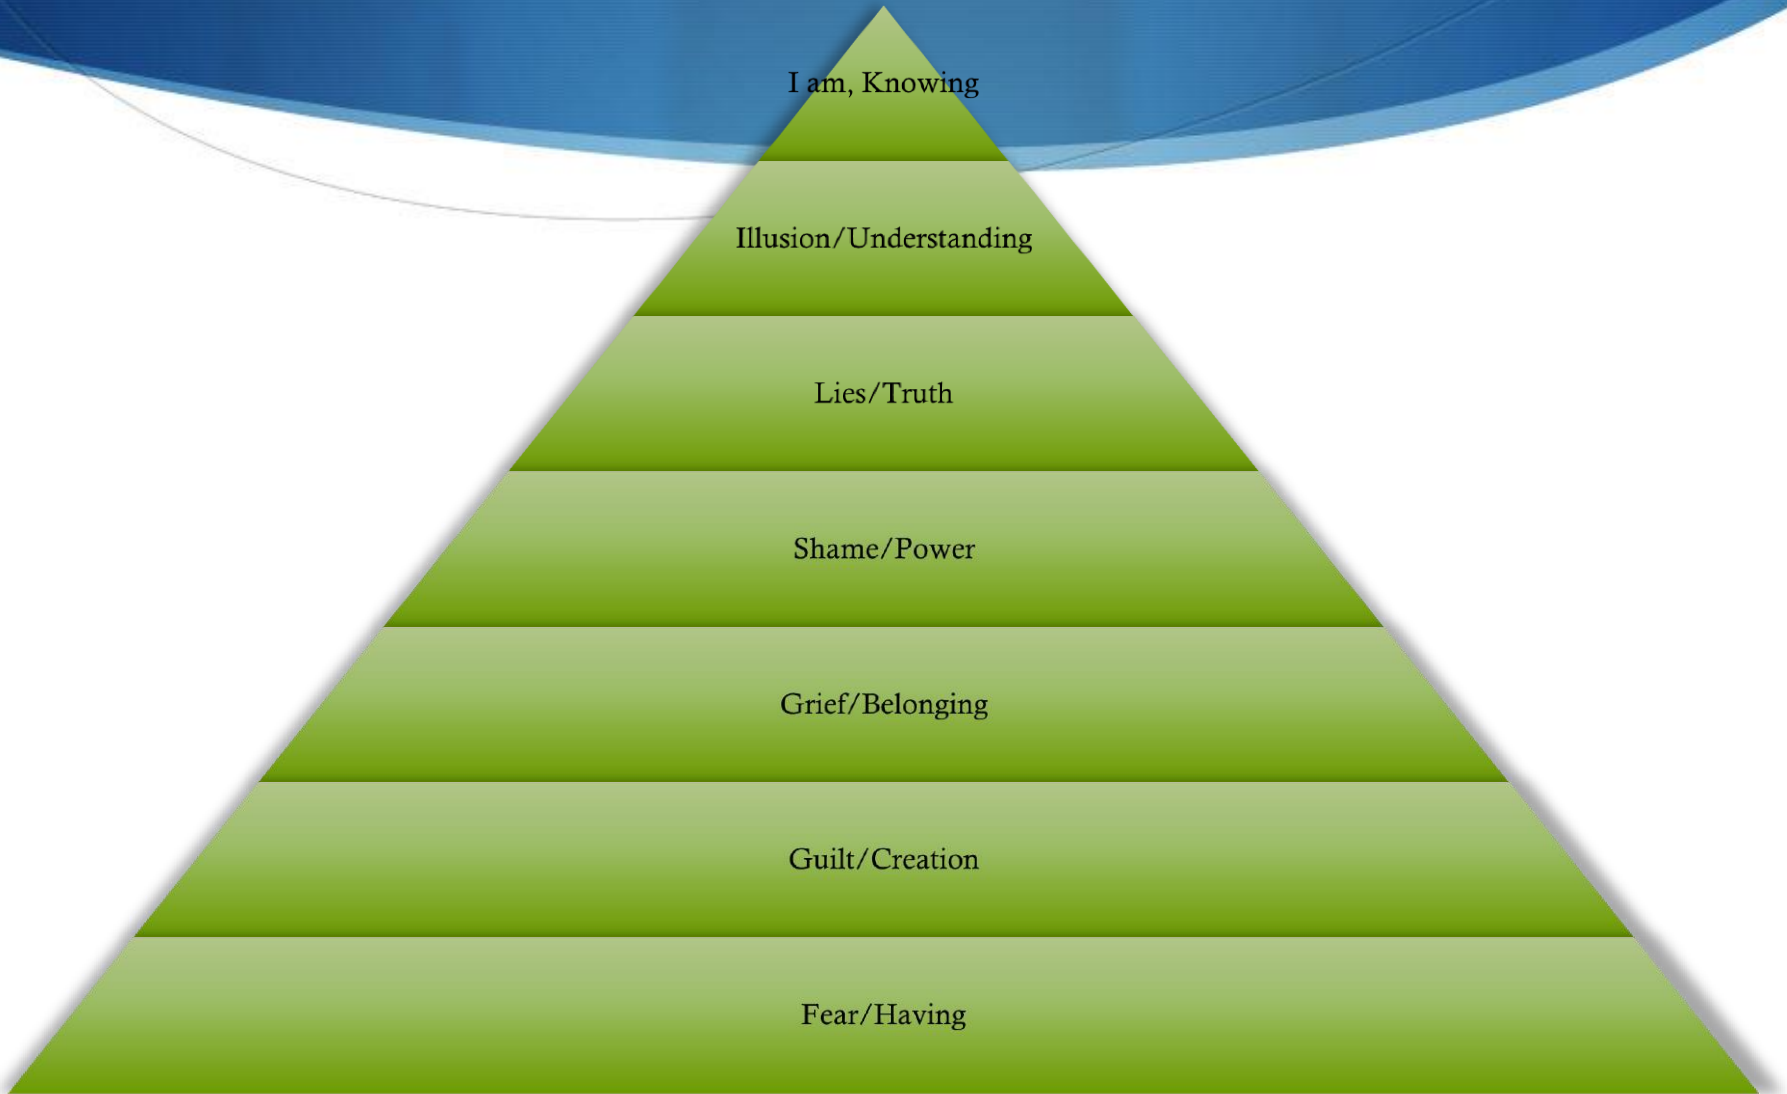 I am, Knowing
Illusion/Understanding
Lies/Truth
Shame/Power
Grief/Belonging
Guilt/Creation
Fear/Having